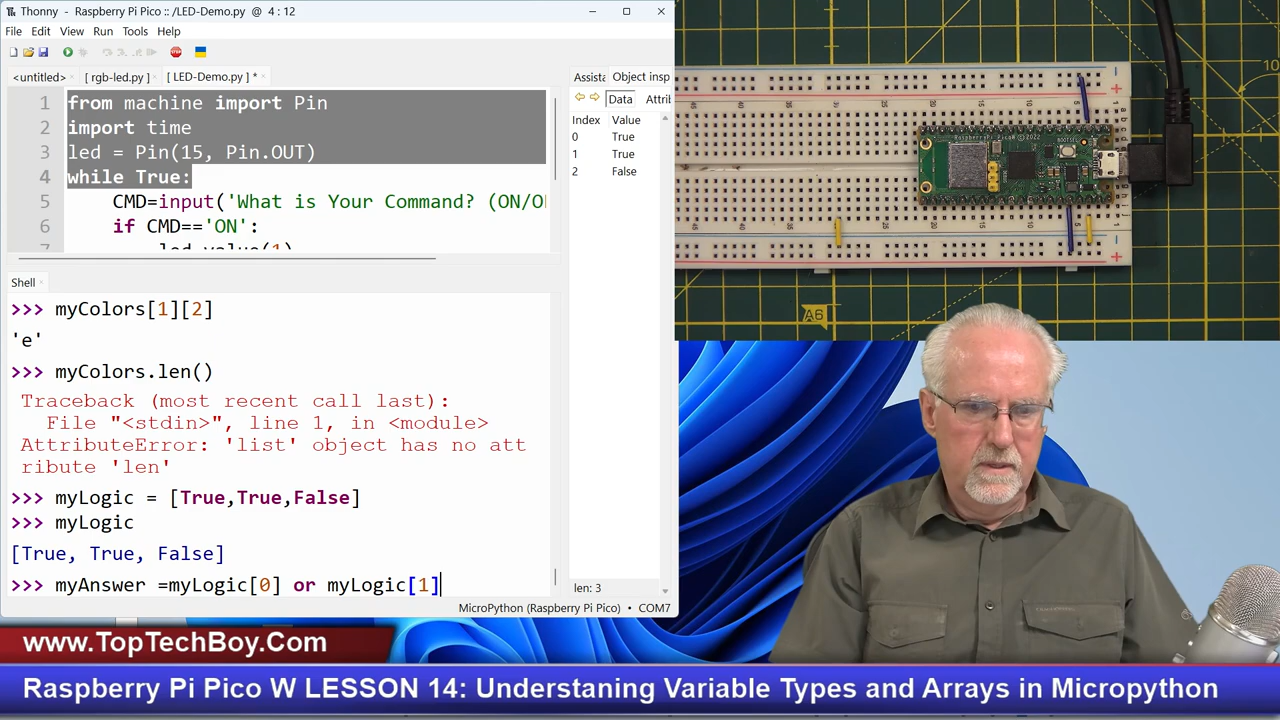 Thonny - Raspberry Pi Pico :: /LED-Demo.py @ 4 : 12
File Edit View Run Tools Help
<untitled> [ rgb-led.py ] [ LED-Demo.py ] *
1 from machine import Pin
2 import time
3 led = Pin(15, Pin.OUT)
4 while True:
5 CMD=input('What is Your Command? (ON/O
6 if CMD=='ON':
7 led.value(1)
Shell
>>> myColors[1][2]
'e'
>>> myColors.len()
Traceback (most recent call last):
File "<stdin>", line 1, in <module>
AttributeError: 'list' object has no att
ribute 'len'
>>> myLogic = [True,True,False]
>>> myLogic
[True, True, False]
>>> myAnswer =myLogic[0] or myLogic[1]
Assista Object insp
Data Attri
Index Value
0 True
1 True
2 False
len: 3
MicroPython (Raspberry Pi Pico) • COM7
A6
www.TopTechBoy.Com
Raspberry Pi Pico W LESSON 14: Understaning Variable Types and Arrays in Micropython